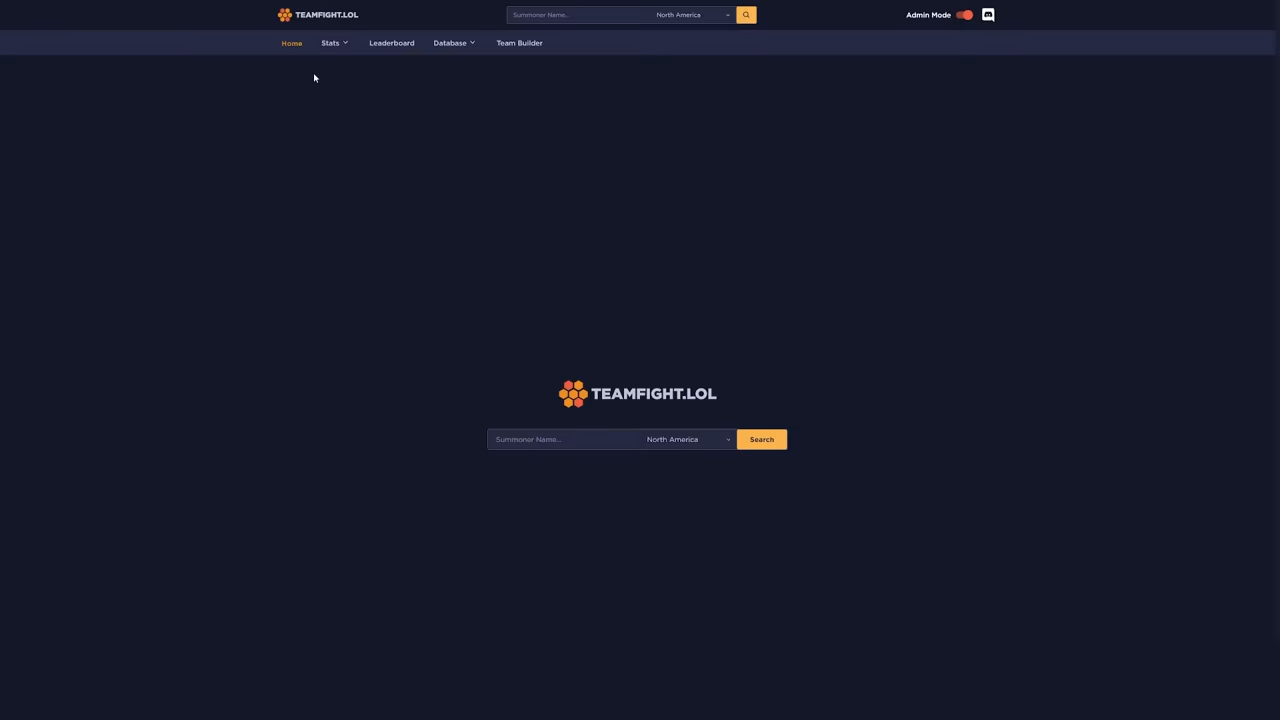 TEAMFIGHT.LOL
Summoner Name...
North America
Admin Mode
Home
Stats
Leaderboard
Database
Team Builder
TEAMFIGHT.LOL
Summoner Name...
North America
Search